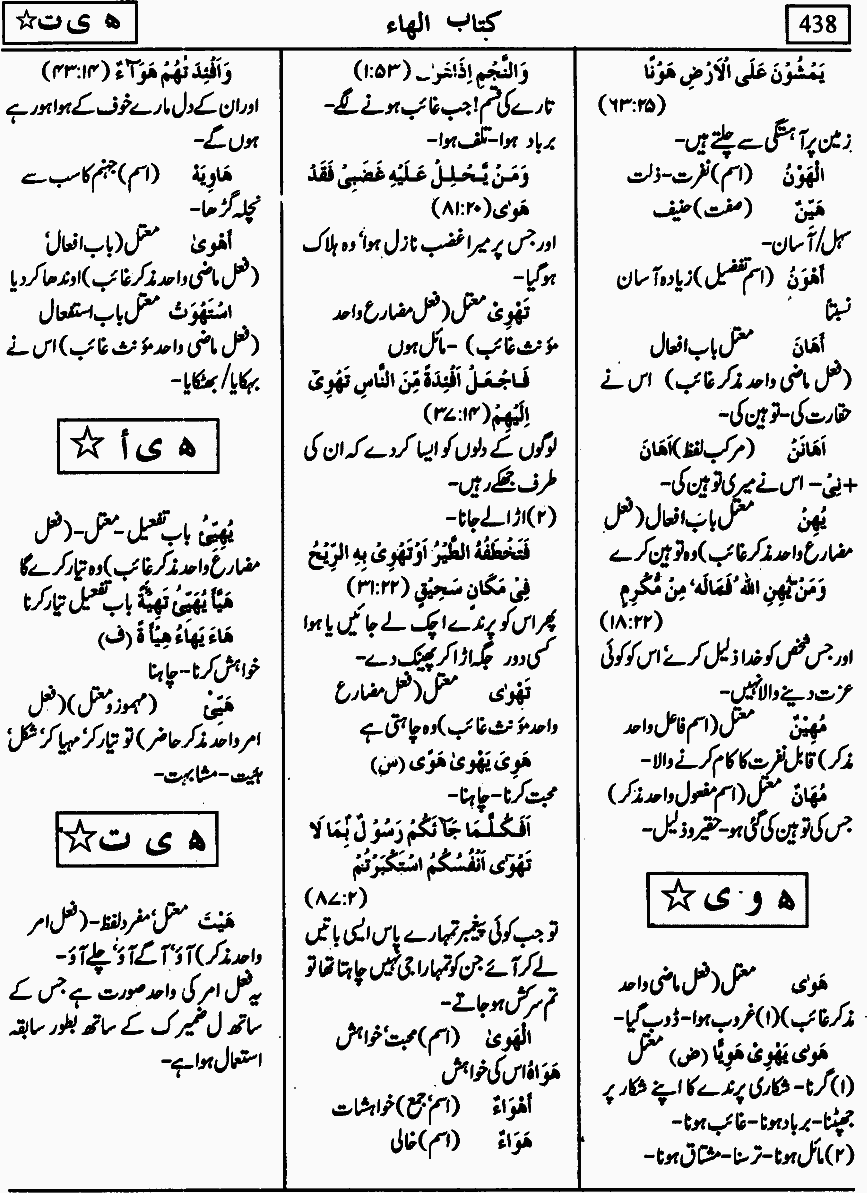 438
کتاب الهاء
ھ ی ت ☆
یَمْشُوْنَ عَلَی الْاَرْضِ هَوْنًا
(۶۳:۲۵)
زمین پر آہستگی سے چلتے ہیں-
الْهَوْنُ (اسم) نفرت- ذلت
هَیِّنٌ (صفت) حنیف
سہل/آسان-
اَهْوَنُ (اسم تفضیل) زیادہ آسان
نسبتاً
اَهَانَ معتل باب افعال
(فعل ماضی واحد مذکر غائب) اس نے
حقارت کی- توہین کی-
اَهَانَنِ (مرکب لفظ) اَهَانَ
+نِیْ- اس نے میری توہین کی-
یُهِنْ معتل باب افعال (فعل
مضارع واحد مذکر غائب) وہ توہین کرے
وَمَنْ یُّهِنِ اللهُ فَمَالَهٗ مِنْ مُّكْرِمٍ
(۱۸:۲۲)
اور جس شخص کو خدا ذلیل کرے' اس کو کوئی
عزت دینے والا نہیں-
مُهِیْنٌ معتل (اسم فاعل واحد
مذکر) قابل نفرت کا کام کرنے والا-
مُهَانٌ معتل (اسم مفعول واحد مذکر)
جس کی توہین کی گئی ہو- حقیر و ذلیل-
ھ و ی ☆
هَوٰی معتل (فعل ماضی واحد
مذکر غائب) (۱) غروب ہوا- ڈوب گیا-
هَوٰی یَهْوِیْ هَوِیًّا (ض) معتل
(۱) گرنا- شکاری پرندے کا اپنے شکار پر
جھپٹنا- برباد ہونا- غائب ہونا-
(۲) مائل ہونا- ترسنا- مشتاق ہونا-
وَالنَّجْمِ اِذَا هَوٰی (۱:۵۳)
تارے کی قسم! جب غائب ہونے لگے-
برباد ہوا- تلف ہوا-
وَمَنْ یَّحْلِلْ عَلَیْهِ غَضَبِیْ فَقَدْ
هَوٰی (۸۱:۲۰)
اور جس پر میرا غضب نازل ہوا' وہ ہلاک
ہو گیا-
تَهْوِیْ معتل (فعل مضارع واحد
مؤنث غائب) - مائل ہوں
فَاجْعَلْ اَفْئِدَةً مِّنَ النَّاسِ تَهْوِیْ
اِلَیْهِمْ (۳۷:۱۴)
لوگوں کے دلوں کو ایسا کردے کہ ان کی
طرف جھکے رہیں-
(۲) اڑا لے جانا-
فَتَخْطَفُهُ الطَّیْرُ اَوْ تَهْوِیْ بِهِ الرِّیْحُ
فِیْ مَكَانٍ سَحِیْقٍ (۳۱:۲۲)
پھر اس کو پرندے اچک لے جائیں یا ہوا
کسی دور جگہ اڑا کر پھینک دے-
تَهْوٰی معتل (فعل مضارع
واحد مؤنث غائب) وہ چاہتی ہے
هَوِیَ یَهْوٰی هَوًی (س)
محبت کرنا- چاہنا-
اَفَكُلَّمَا جَآءَكُمْ رَسُوْلٌ بِّمَا لَا
تَهْوٰٓی اَنْفُسُكُمُ اسْتَكْبَرْتُمْ
(۸۷:۲)
تو جب کوئی پیغمبر تمہارے پاس ایسی باتیں
لے کر آئے جن کو تمہارا جی نہیں چاہتا تھا تو
تم سرکش ہو جاتے-
الْهَوٰی (اسم) محبت' خواہش
هَوَاهُ اس کی خواہش
اَهْوَاءٌ (اسم' جمع) خواہشات
هَوَاءٌ (اسم) خالی
وَاَفْئِدَتُهُمْ هَوَآءٌ (۴۳:۱۴)
اور ان کے دل مارے خوف کے ہوا ہو رہے
ہوں گے-
هَاوِیَةٌ (اسم) جہنم کا سب سے
نچلہ گڑھا-
اَهْوٰی معتل (باب افعال'
(فعل ماضی واحد مذکر غائب) اوندھا کر دیا
اسْتَهْوَتْ معتل باب استفعال
(فعل ماضی واحد مؤنث غائب) اس نے
بہکایا/بھٹکایا-
ھ ی أ ☆
یُهَیِّئُ باب تفعیل- معتل- (فعل
مضارع واحد مذکر غائب) وہ تیار کرے گا
هَیَّأَ یُهَیِّئُ تَهْیِئَةً باب تفعیل تیار کرنا
هَاءَ یَهَاءُ هِیْأَةً (ف)
خواہش کرنا- چاہنا
هَیِّئْ (مہموز و معتل) (فعل
امر واحد مذکر حاضر) تو تیار کر' مہیا کر' شکل'
ہئیت- مشابہت-
ھ ی ت ☆
هَیْتَ معتل' مفرد لفظ- (فعل امر
واحد مذکر) آؤ' آگے آؤ' چلے آؤ-
یہ فعل امر کی واحد صورت ہے جس کے
ساتھ ل ضمیر ک کے ساتھ بطور سابقہ
استعمال ہوا ہے-